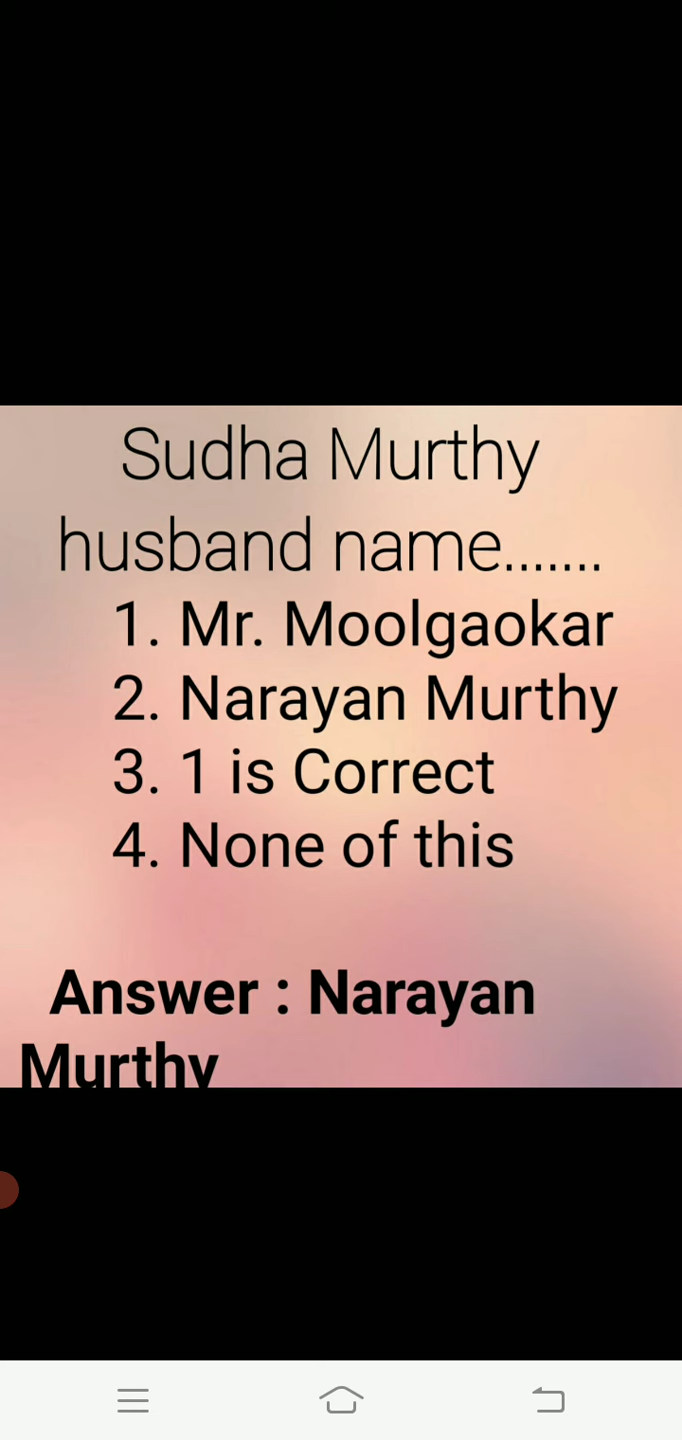 Sudha Murthy
husband name.......
1. Mr. Moolgaokar
2. Narayan Murthy
3. 1 is Correct
4. None of this
Answer : Narayan
Murthy